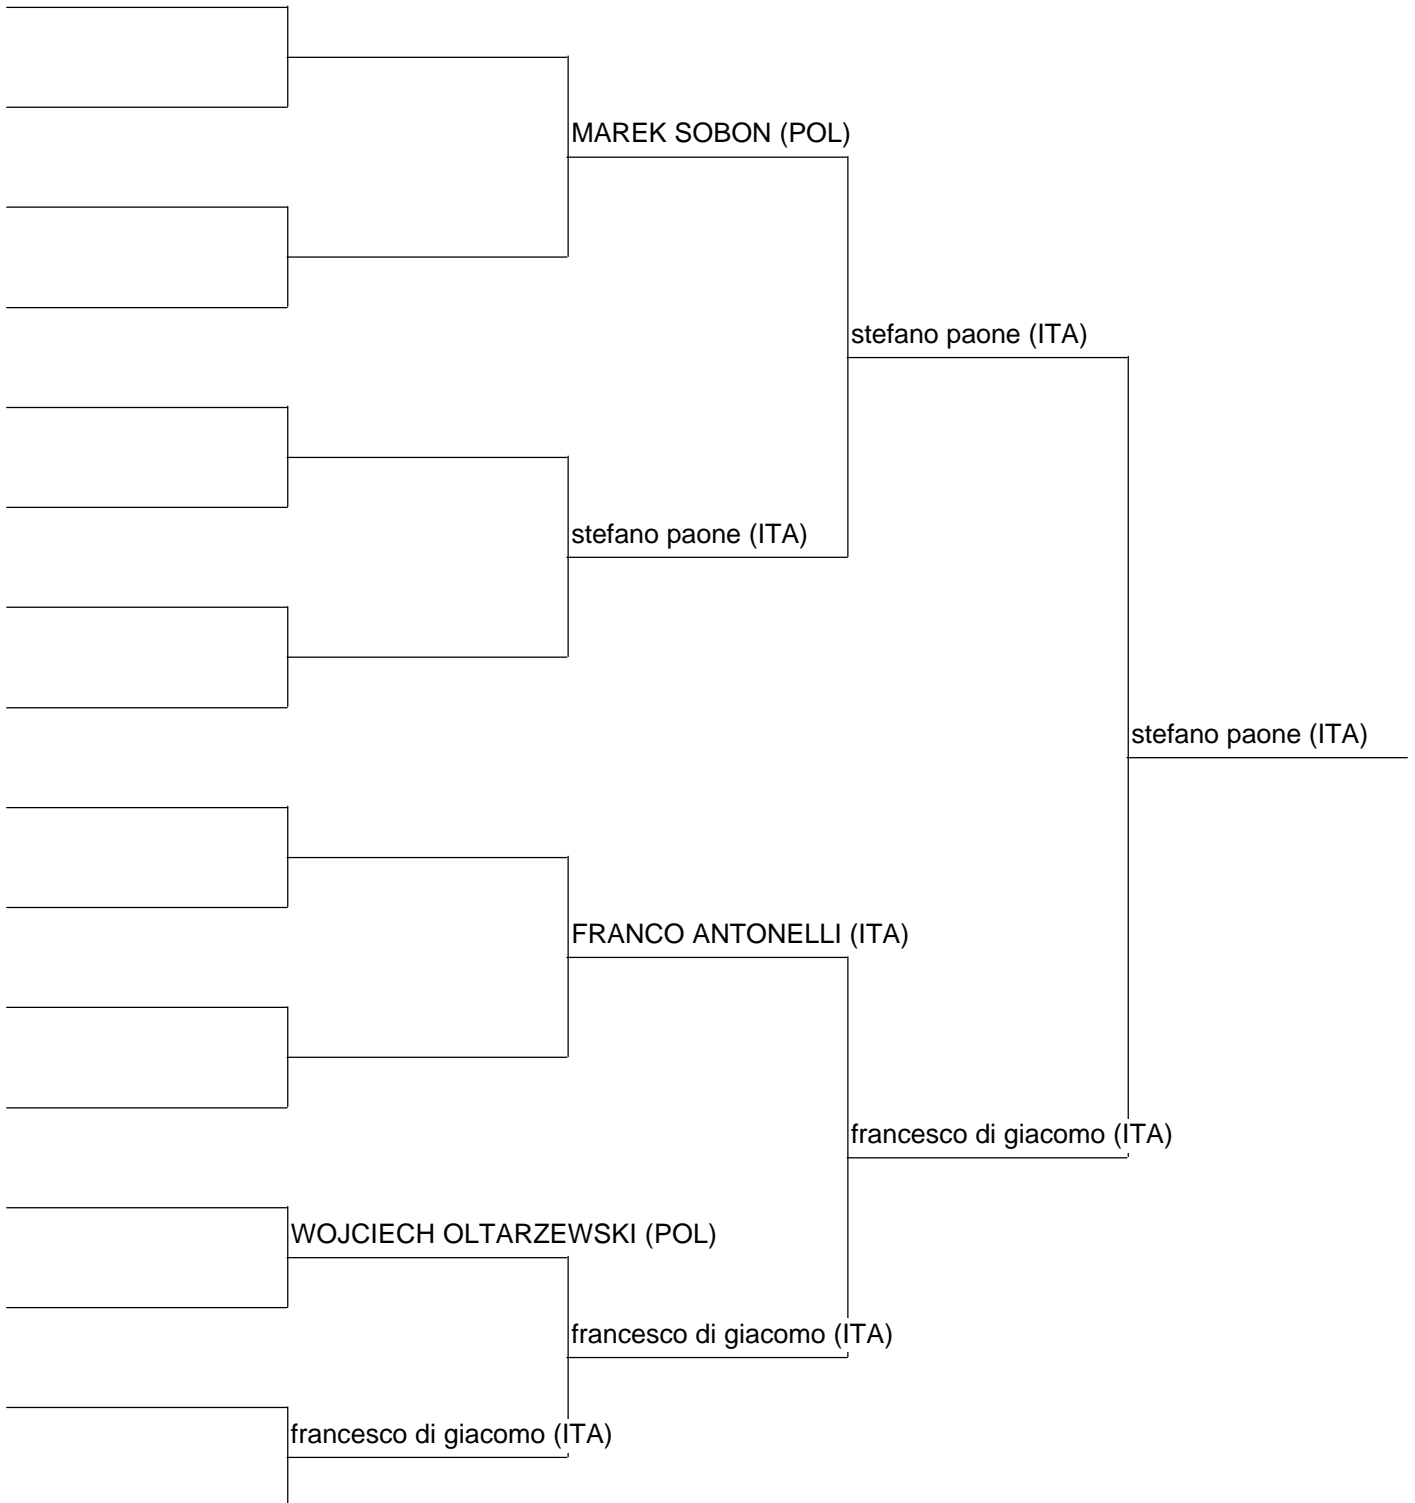 MAREK SOBON (POL)
stefano paone (ITA)
stefano paone (ITA)
stefano paone (ITA)
FRANCO ANTONELLI (ITA)
francesco di giacomo (ITA)
WOJCIECH OLTARZEWSKI (POL)
francesco di giacomo (ITA)
francesco di giacomo (ITA)